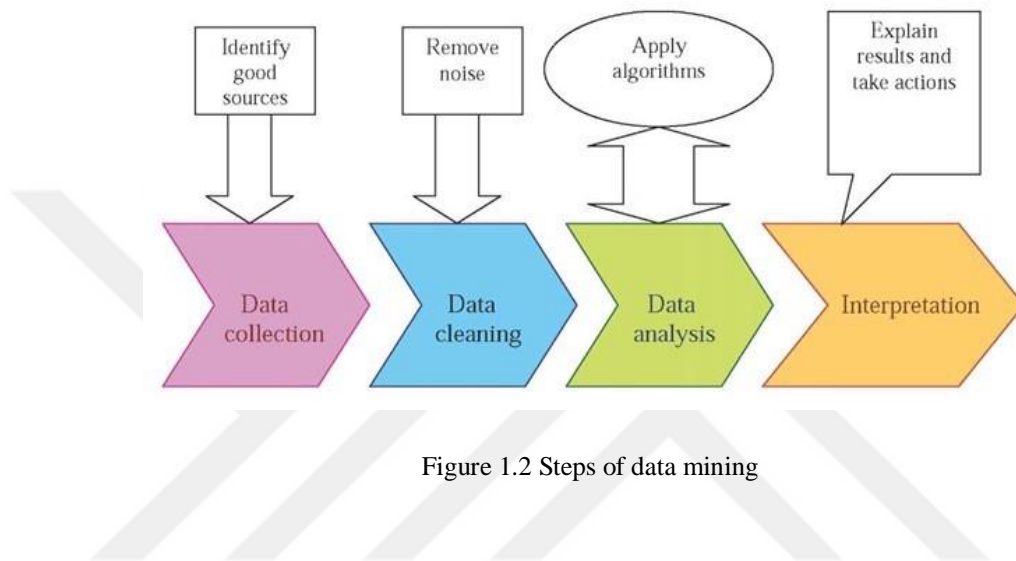 Identify
good
sources
Remove
noise
Apply
algorithms
Explain
results and
take actions
Data
collection
Data
cleaning
Data
analysis
Interpretation
Figure 1.2 Steps of data mining